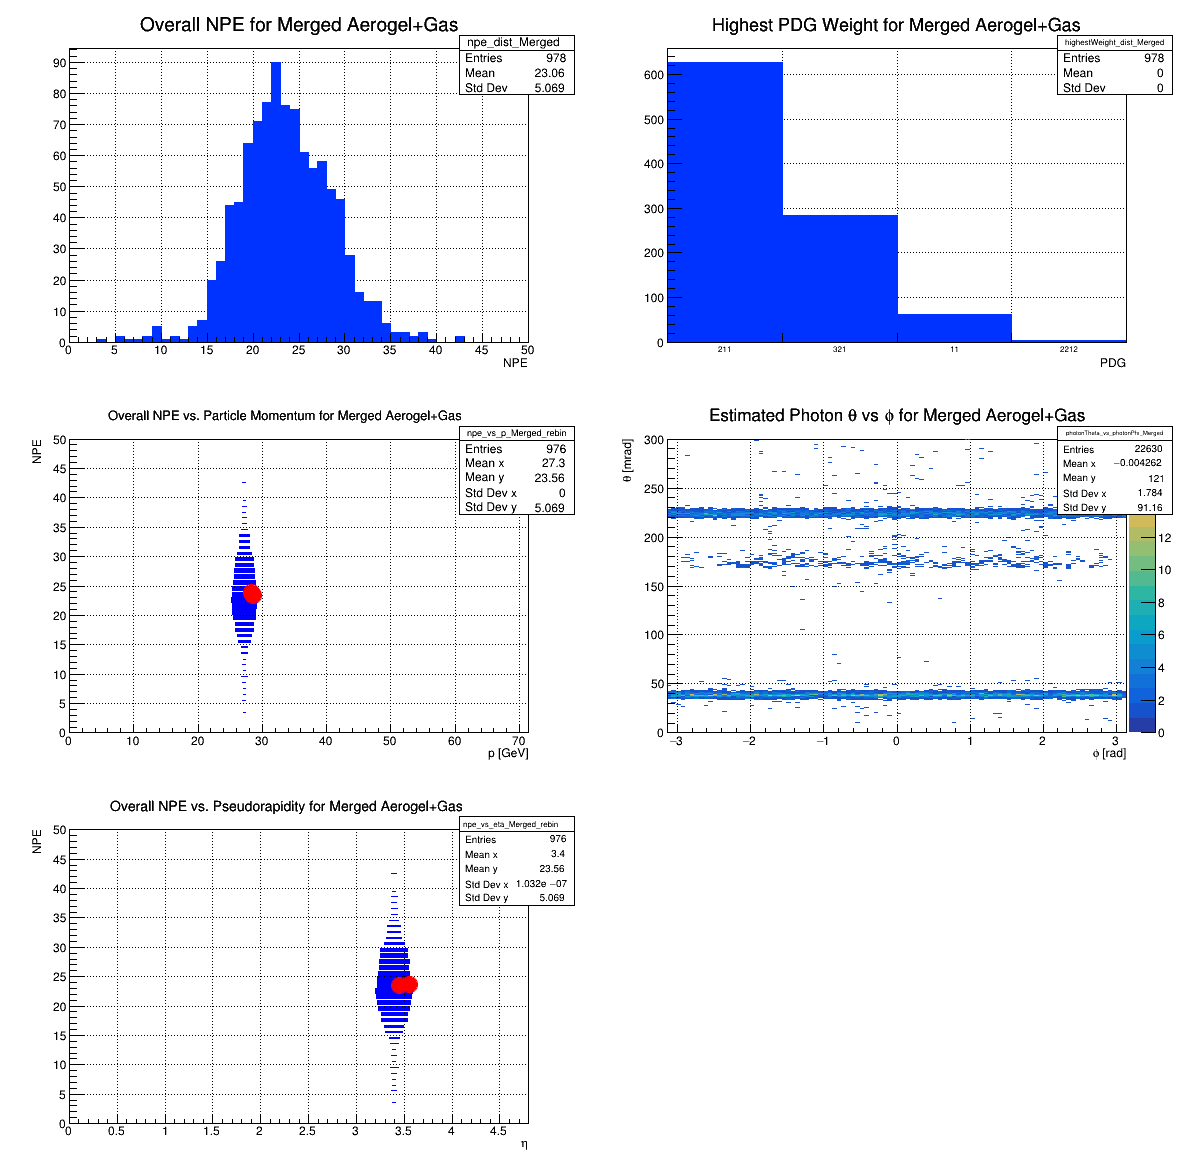 Overall NPE for Merged Aerogel+Gas
npe_dist_Merged
Entries 978
Mean 23.06
Std Dev 5.069
90
80
70
60
50
40
30
20
10
0
0 5 10 15 20 25 30 35 40 45 50
NPE
Highest PDG Weight for Merged Aerogel+Gas
highestWeight_dist_Merged
Entries 978
Mean 0
Std Dev 0
600
500
400
300
200
100
0
211 321 11 2212
PDG
Overall NPE vs. Particle Momentum for Merged Aerogel+Gas
NPE
npe_vs_p_Merged_rebin
Entries 976
Mean x 27.3
Mean y 23.56
Std Dev x 0
Std Dev y 5.069
50
45
40
35
30
25
20
15
10
5
0
0 10 20 30 40 50 60 70
p [GeV]
Estimated Photon θ vs ϕ for Merged Aerogel+Gas
θ [mrad]
photonTheta_vs_photonPhi_Merged
Entries 22630
Mean x −0.004262
Mean y 121
Std Dev x 1.784
Std Dev y 91.16
300
250
200
150
100
50
0
−3 −2 −1 0 1 2 3
ϕ [rad]
12
10
8
6
4
2
0
Overall NPE vs. Pseudorapidity for Merged Aerogel+Gas
NPE
npe_vs_eta_Merged_rebin
Entries 976
Mean x 3.4
Mean y 23.56
Std Dev x 1.032e −07
Std Dev y 5.069
50
45
40
35
30
25
20
15
10
5
0
0 0.5 1 1.5 2 2.5 3 3.5 4 4.5
η